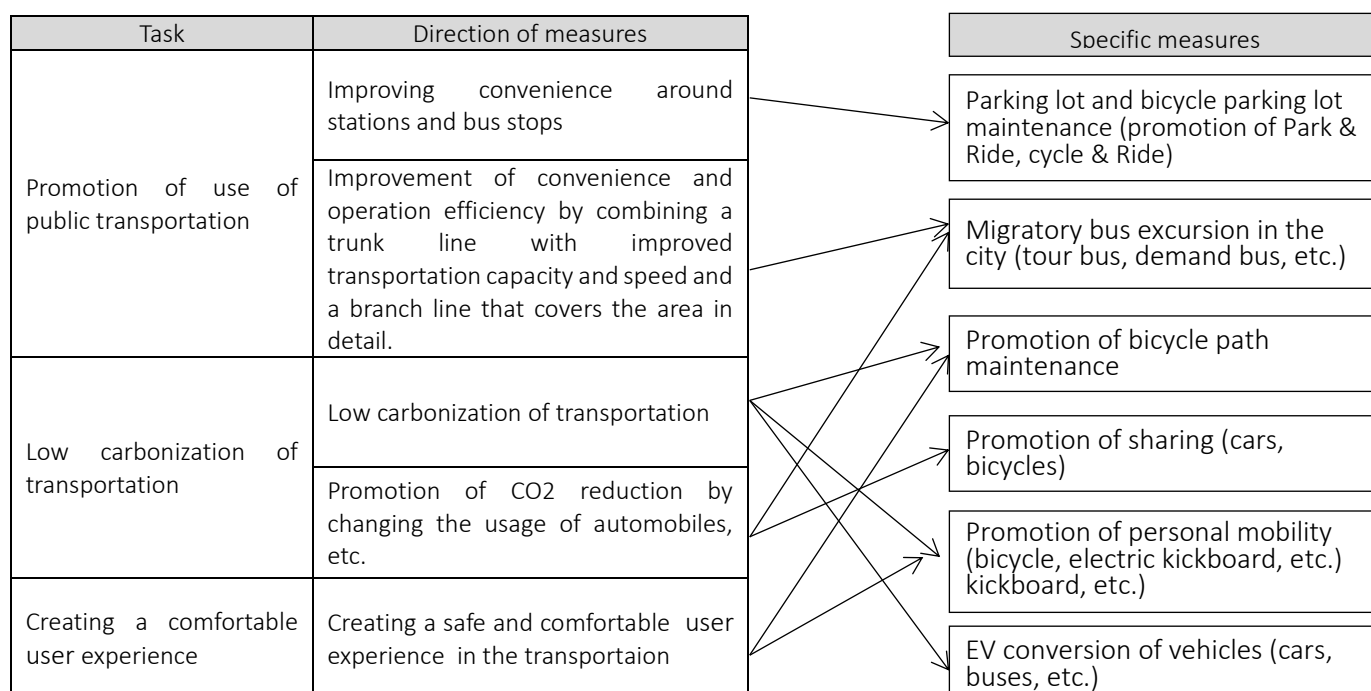 Task
Direction of measures
Promotion of use of
public transportation
Improving convenience around
stations and bus stops
Improvement of convenience and
operation efficiency by combining a
trunk line with improved
transportation capacity and speed and
a branch line that covers the area in
detail.
Low carbonization of
transportation
Low carbonization of transportation
Promotion of CO2 reduction by
changing the usage of automobiles,
etc.
Creating a comfortable
user experience
Creating a safe and comfortable user
experience in the transportaion
Specific measures
Parking lot and bicycle parking lot
maintenance (promotion of Park &
Ride, cycle & Ride)
Migratory bus excursion in the
city (tour bus, demand bus, etc.)
Promotion of bicycle path
maintenance
Promotion of sharing (cars,
bicycles)
Promotion of personal mobility
(bicycle, electric kickboard, etc.)
kickboard, etc.)
EV conversion of vehicles (cars,
buses, etc.)